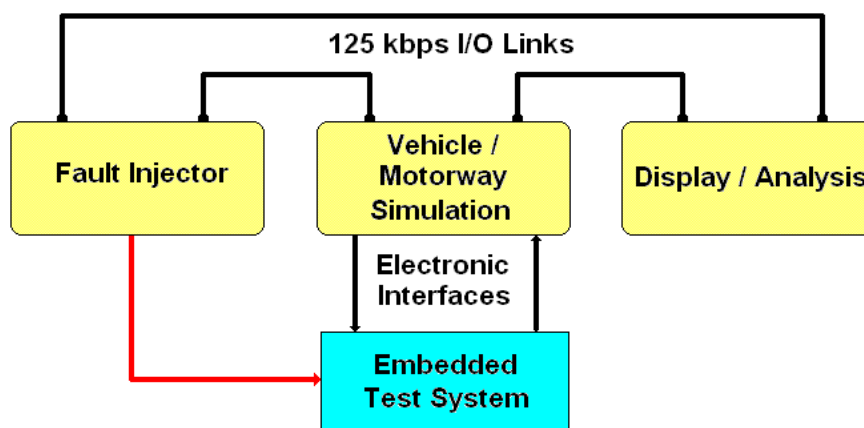 125 kbps I/O Links
Fault Injector
Vehicle /
Motorway
Simulation
Display / Analysis
Electronic
Interfaces
Embedded
Test System